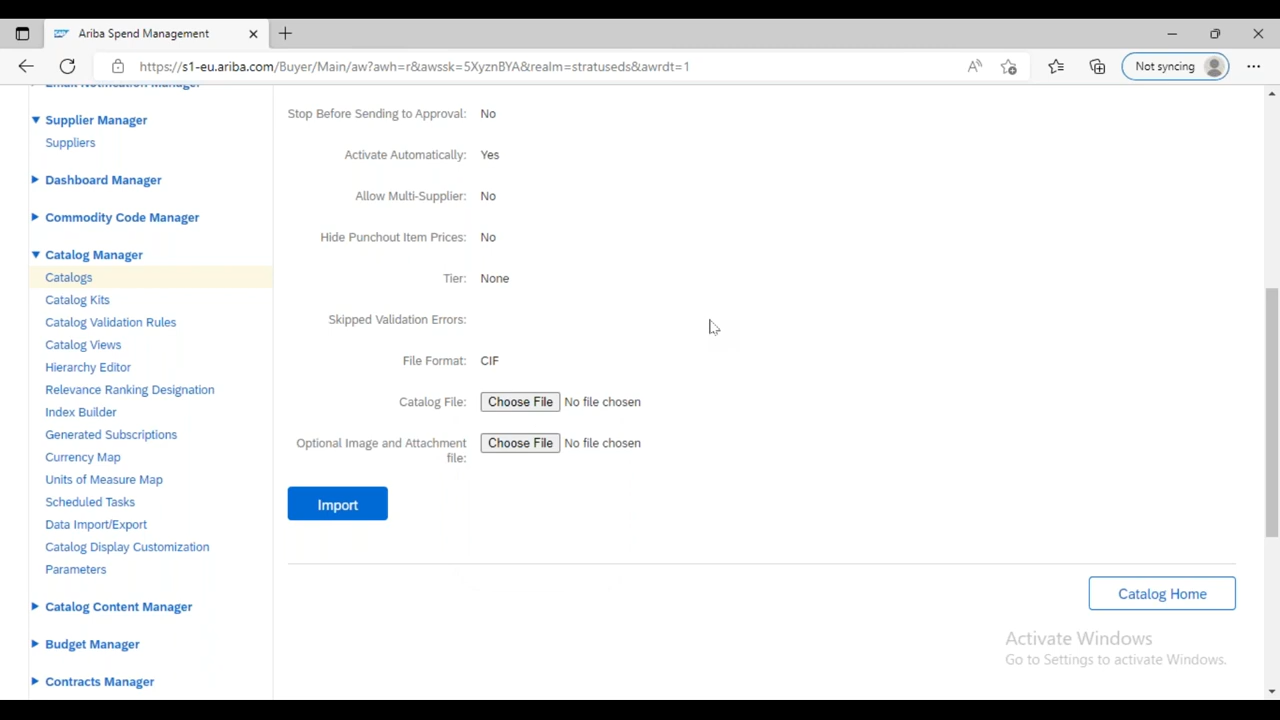 Ariba Spend Management
https://s1-eu.ariba.com/Buyer/Main/aw?awh=r&awssk=5XyznBYA&realm=stratuseds&awrdt=1
Not syncing
Email Notification Manager
Supplier Manager
Suppliers
Dashboard Manager
Commodity Code Manager
Catalog Manager
Catalogs
Catalog Kits
Catalog Validation Rules
Catalog Views
Hierarchy Editor
Relevance Ranking Designation
Index Builder
Generated Subscriptions
Currency Map
Units of Measure Map
Scheduled Tasks
Data Import/Export
Catalog Display Customization
Parameters
Catalog Content Manager
Budget Manager
Contracts Manager
Stop Before Sending to Approval: No
Activate Automatically: Yes
Allow Multi-Supplier: No
Hide Punchout Item Prices: No
Tier: None
Skipped Validation Errors:
File Format: CIF
Catalog File: Choose File No file chosen
Optional Image and Attachment Choose File No file chosen
file:
Import
Catalog Home
Activate Windows
Go to Settings to activate Windows.